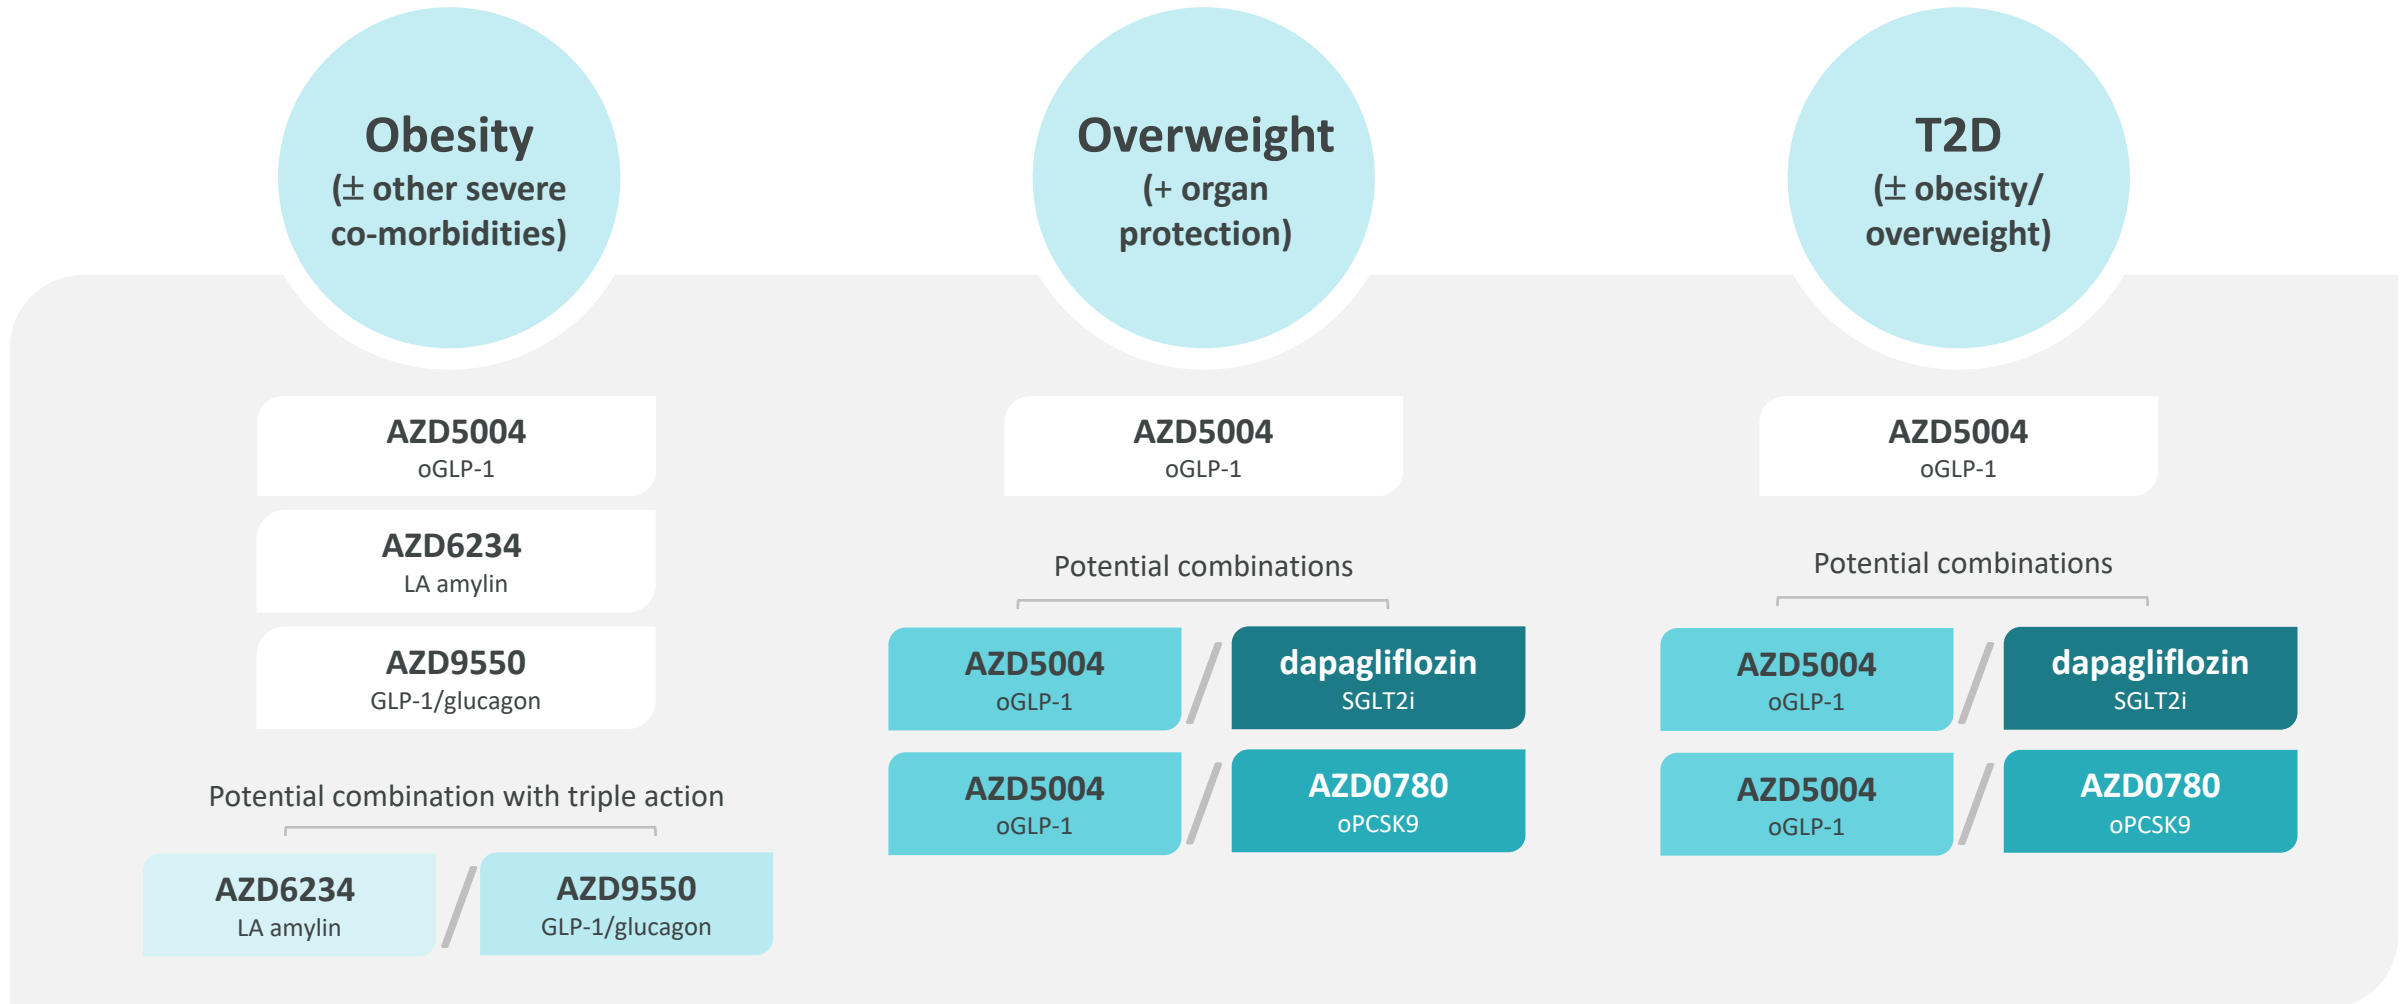 Obesity
(± other severe
co-morbidities)
AZD5004
oGLP-1
AZD6234
LA amylin
AZD9550
GLP-1/glucagon
Potential combination with triple action
AZD6234
LA amylin
/
AZD9550
GLP-1/glucagon
Overweight
(+ organ
protection)
AZD5004
oGLP-1
Potential combinations
AZD5004
oGLP-1
/
dapagliflozin
SGLT2i
AZD5004
oGLP-1
/
AZD0780
oPCSK9
T2D
(± obesity/
overweight)
AZD5004
oGLP-1
Potential combinations
AZD5004
oGLP-1
/
dapagliflozin
SGLT2i
AZD5004
oGLP-1
/
AZD0780
oPCSK9